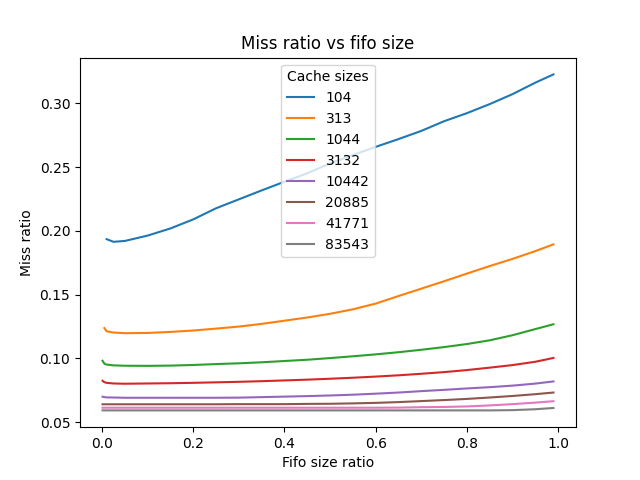 Miss ratio vs fifo size
Cache sizes
104
313
1044
3132
10442
20885
41771
83543
0.30
0.25
0.20
0.15
0.10
0.05
Miss ratio
0.0 0.2 0.4 0.6 0.8 1.0
Fifo size ratio